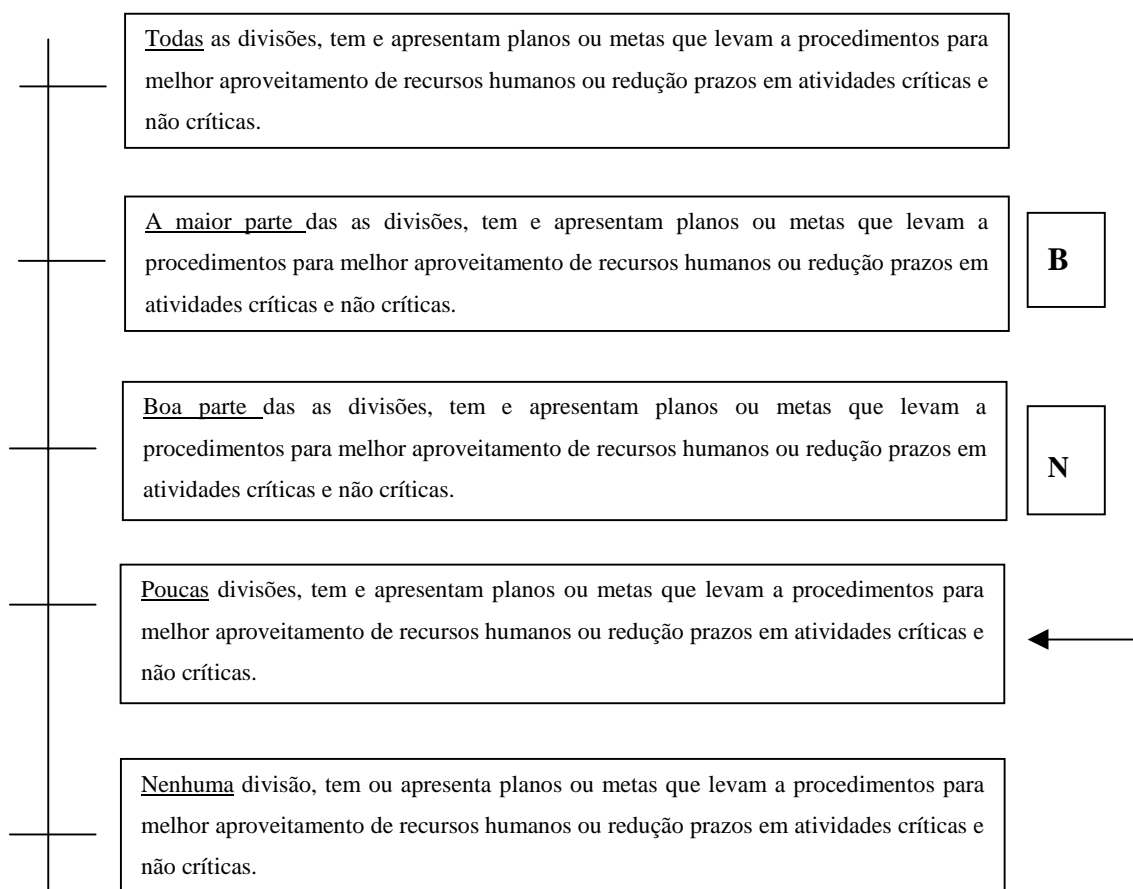 Todas as divisões, tem e apresentam planos ou metas que levam a procedimentos para
melhor aproveitamento de recursos humanos ou redução prazos em atividades críticas e
não críticas.
A maior parte das as divisões, tem e apresentam planos ou metas que levam a
procedimentos para melhor aproveitamento de recursos humanos ou redução prazos em
atividades críticas e não críticas.
B
Boa parte das as divisões, tem e apresentam planos ou metas que levam a
procedimentos para melhor aproveitamento de recursos humanos ou redução prazos em
atividades críticas e não críticas.
N
Poucas divisões, tem e apresentam planos ou metas que levam a procedimentos para
melhor aproveitamento de recursos humanos ou redução prazos em atividades críticas e
não críticas.
Nenhuma divisão, tem ou apresenta planos ou metas que levam a procedimentos para
melhor aproveitamento de recursos humanos ou redução prazos em atividades críticas e
não críticas.